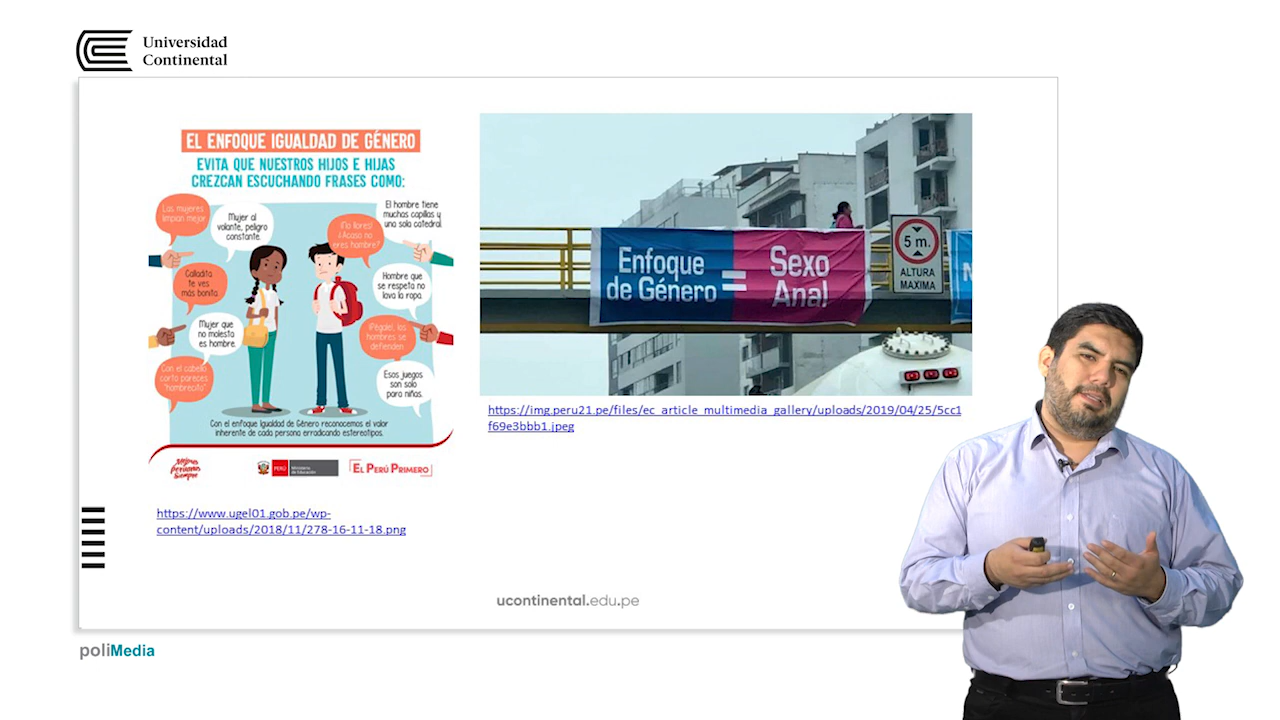 Universidad
Continental
EL ENFOQUE IGUALDAD DE GÉNERO
EVITA QUE NUESTROS HIJOS E HIJAS
CREZCAN ESCUCHANDO FRASES COMO:
Las mujeres
limpian mejor
Mujer al
volante, peligro
constante.
¡No llores!
¿Acaso no
eres hombre?
El hombre tiene
muchas capillas y
una sola catedral.
Calladita
te ves
más bonita.
Hombre que
se respeta no
lava la ropa.
Mujer que
no molesta
es hombre.
¡Pégale!, los
hombres se
defienden.
Con el cabello
corto pareces
"hombrecito".
Esos juegos
son solo
para niñas.
Con el enfoque Igualdad de Género reconocemos el valor
inherente de cada persona erradicando estereotipos.
Mejores
peruanos
Siempre
PERÚ
Ministerio
de Educación
EL PERÚ PRIMERO
https://www.ugel01.gob.pe/wp-
content/uploads/2018/11/278-16-11-18.png
Enfoque
de Género
=
Sexo
Anal
5 m.
ALTURA
MAXIMA
N
https://img.peru21.pe/files/ec_article_multimedia_gallery/uploads/2019/04/25/5cc1
f69e3bbb1.jpeg
ucontinental.edu.pe
poliMedia